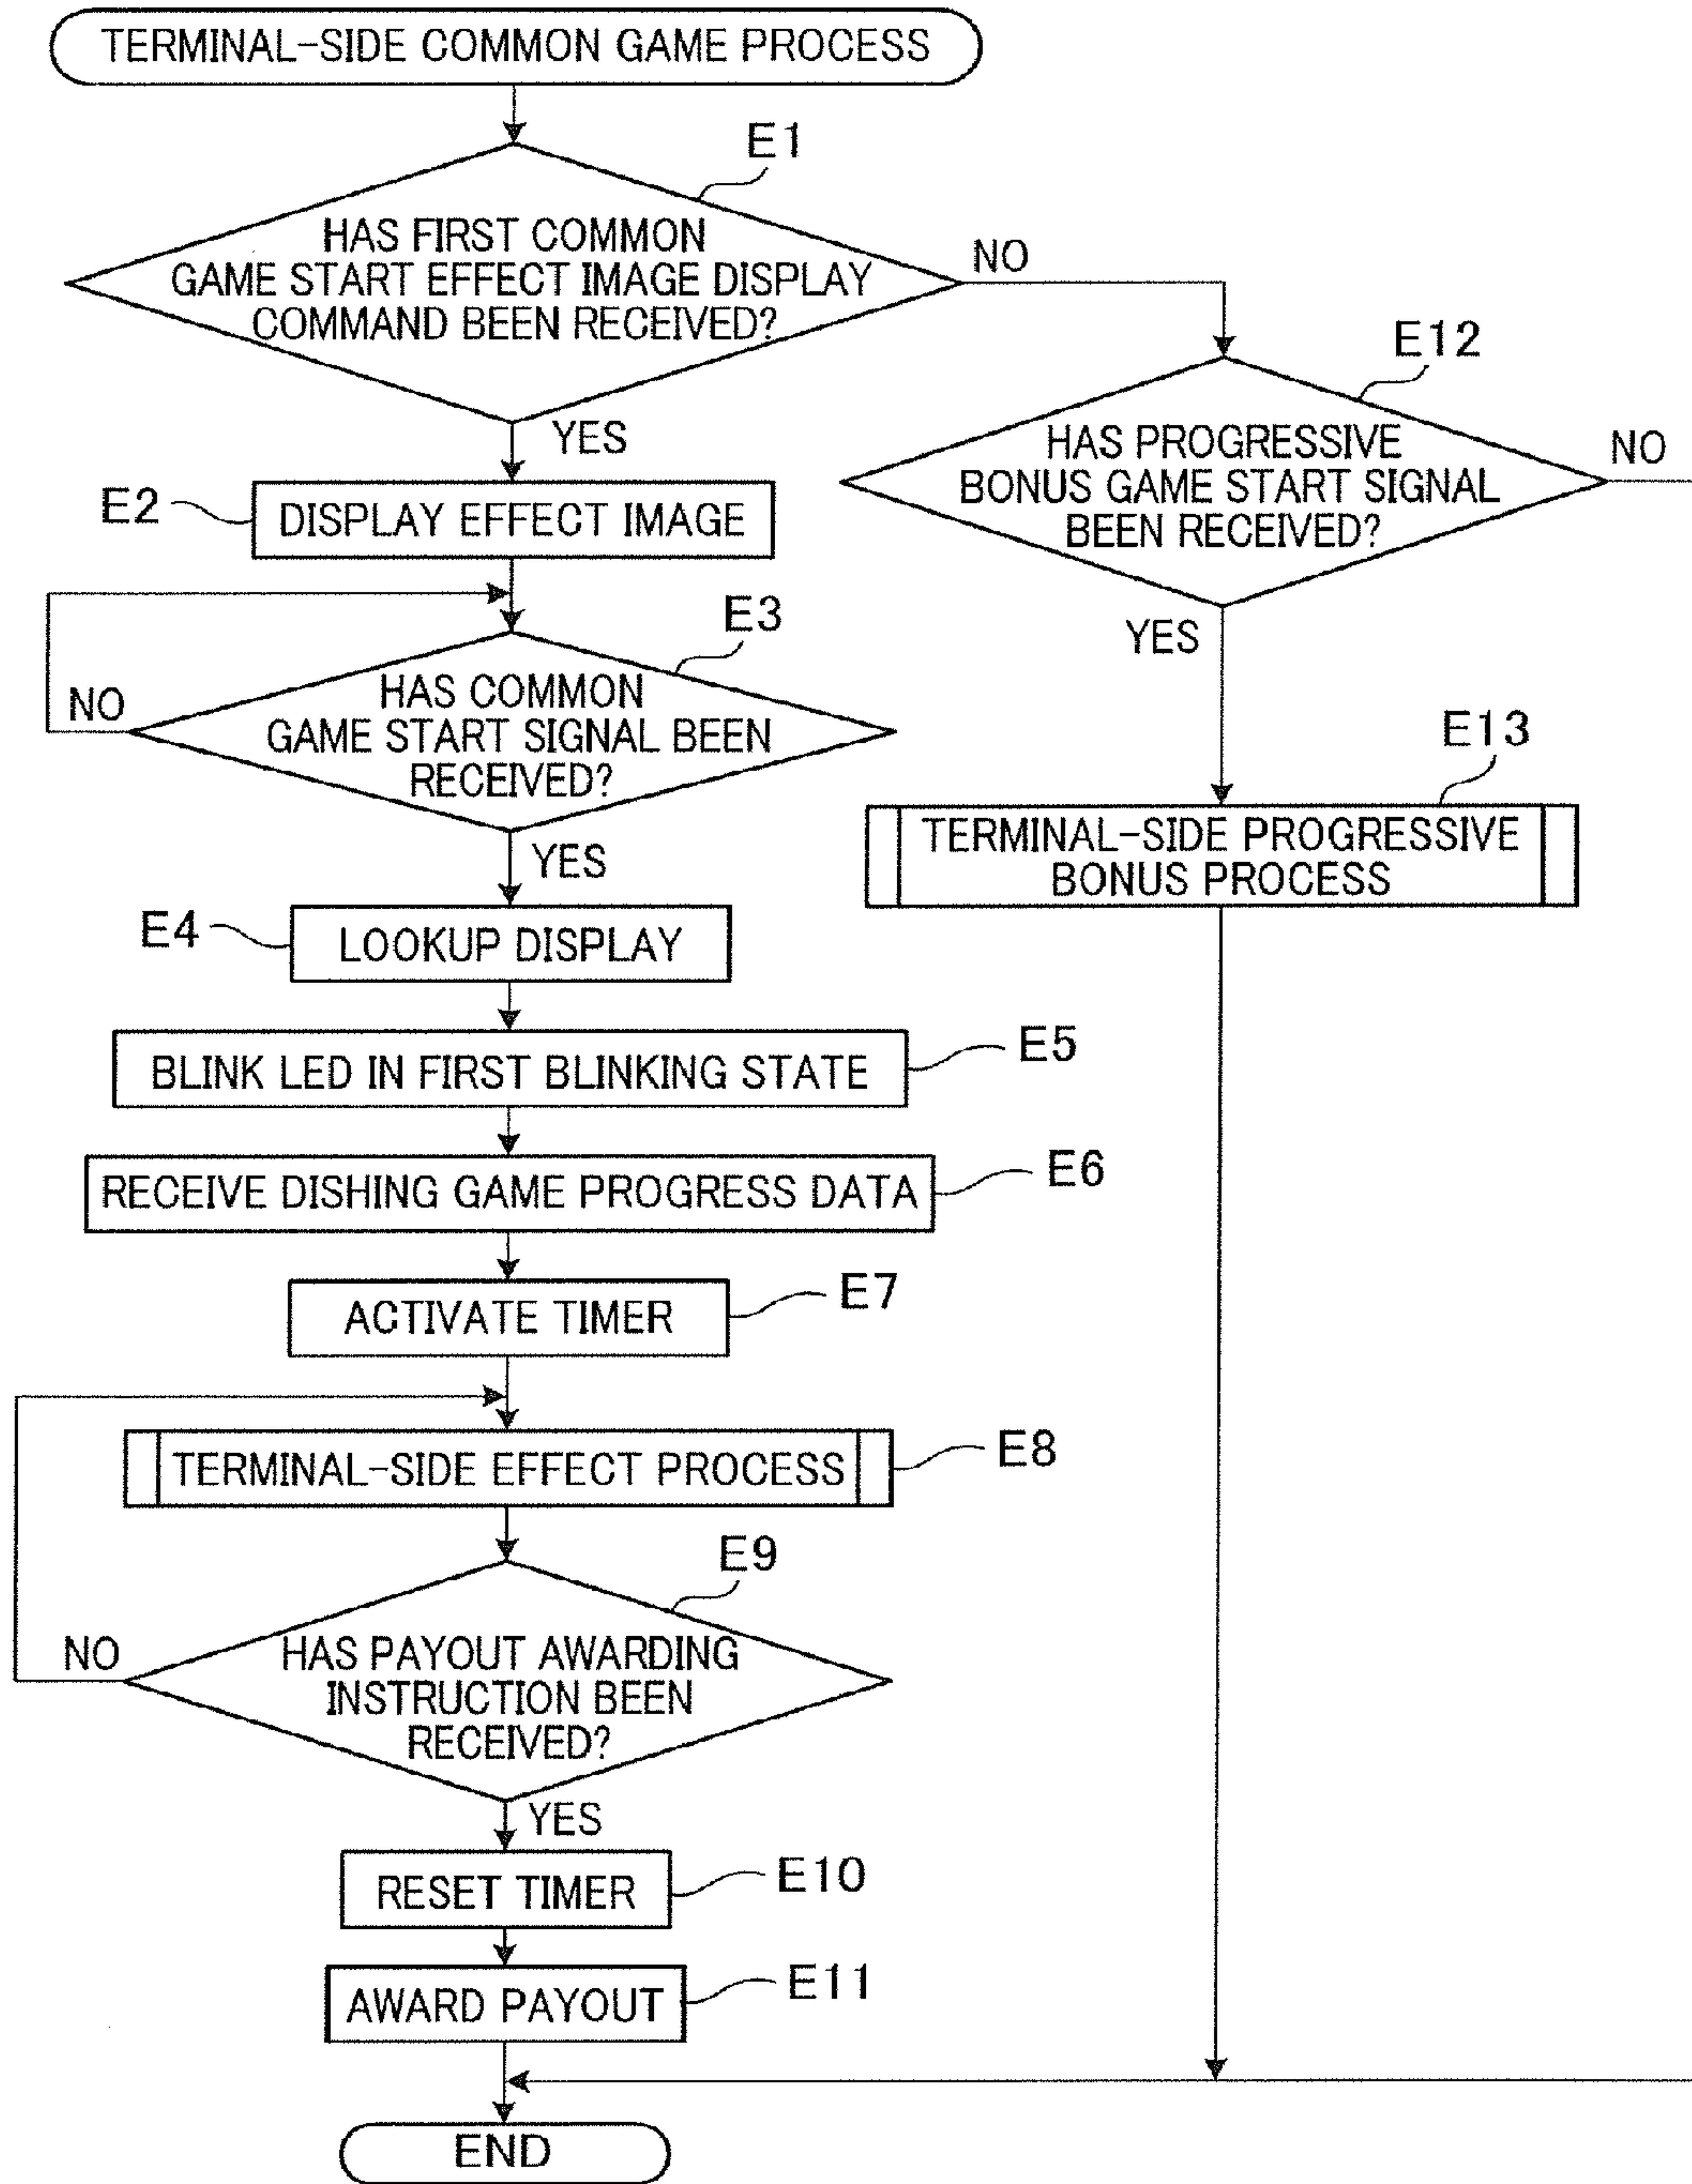 TERMINAL-SIDE COMMON GAME PROCESS
E1
HAS FIRST COMMON
GAME START EFFECT IMAGE DISPLAY
COMMAND BEEN RECEIVED?
NO
YES
E12
HAS PROGRESSIVE
BONUS GAME START SIGNAL
BEEN RECEIVED?
NO
YES
E2
DISPLAY EFFECT IMAGE
E3
HAS COMMON
GAME START SIGNAL BEEN
RECEIVED?
NO
YES
E13
TERMINAL-SIDE PROGRESSIVE
BONUS PROCESS
E4
LOOKUP DISPLAY
BLINK LED IN FIRST BLINKING STATE
E5
RECEIVE DISHING GAME PROGRESS DATA
E6
ACTIVATE TIMER
E7
TERMINAL-SIDE EFFECT PROCESS
E8
E9
HAS PAYOUT AWARDING
INSTRUCTION BEEN
RECEIVED?
NO
YES
RESET TIMER
E10
AWARD PAYOUT
E11
END